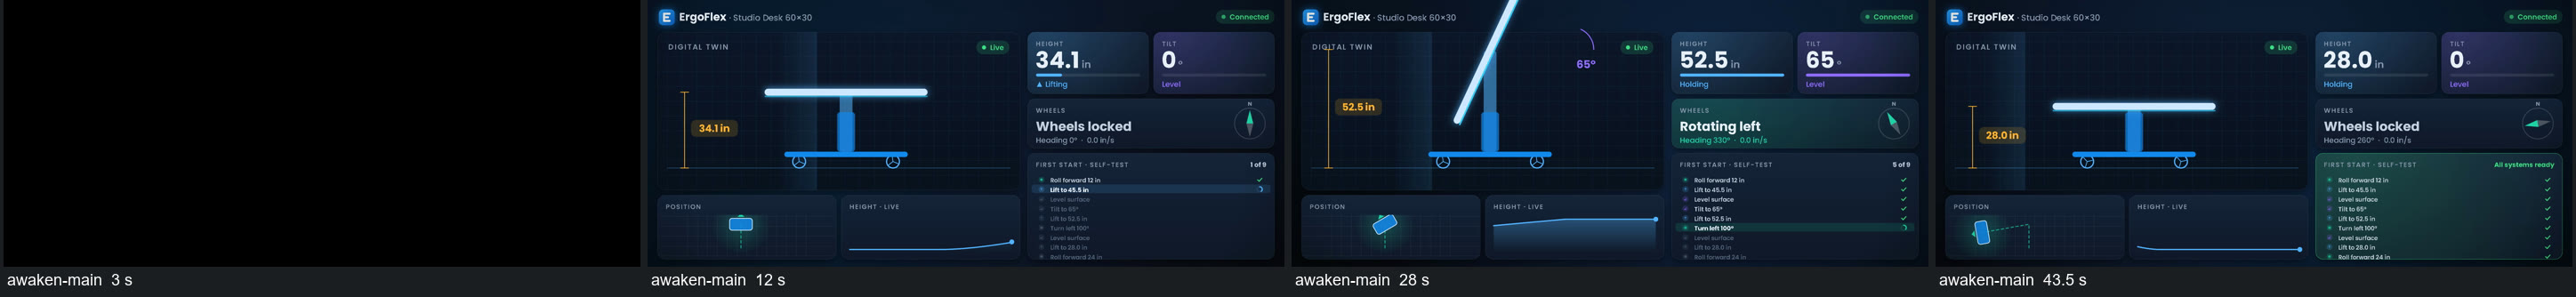 awaken-main 3 s
ErgoFlex · Studio Desk 60×30
Connected
DIGITAL TWIN
Live
34.1 in
HEIGHT
34.1 in
▲ Lifting
TILT
0°
Level
WHEELS
Wheels locked
Heading 0° · 0.0 in/s
N
FIRST START · SELF-TEST
1 of 9
Roll forward 12 in
Lift to 45.5 in
Level surface
Tilt to 65°
Lift to 52.5 in
Turn left 100°
Level surface
Lift to 28.0 in
Roll forward 24 in
POSITION
HEIGHT · LIVE
awaken-main 12 s
ErgoFlex · Studio Desk 60×30
Connected
DIGITAL TWIN
Live
65°
52.5 in
HEIGHT
52.5 in
Holding
TILT
65°
Level
WHEELS
Rotating left
Heading 330° · 0.0 in/s
N
FIRST START · SELF-TEST
5 of 9
Roll forward 12 in
Lift to 45.5 in
Level surface
Tilt to 65°
Lift to 52.5 in
Turn left 100°
Level surface
Lift to 28.0 in
Roll forward 24 in
POSITION
HEIGHT · LIVE
awaken-main 28 s
ErgoFlex · Studio Desk 60×30
Connected
DIGITAL TWIN
Live
28.0 in
HEIGHT
28.0 in
Holding
TILT
0°
Level
WHEELS
Wheels locked
Heading 260° · 0.0 in/s
N
FIRST START · SELF-TEST
All systems ready
Roll forward 12 in
Lift to 45.5 in
Level surface
Tilt to 65°
Lift to 52.5 in
Turn left 100°
Level surface
Lift to 28.0 in
Roll forward 24 in
POSITION
HEIGHT · LIVE
awaken-main 43.5 s